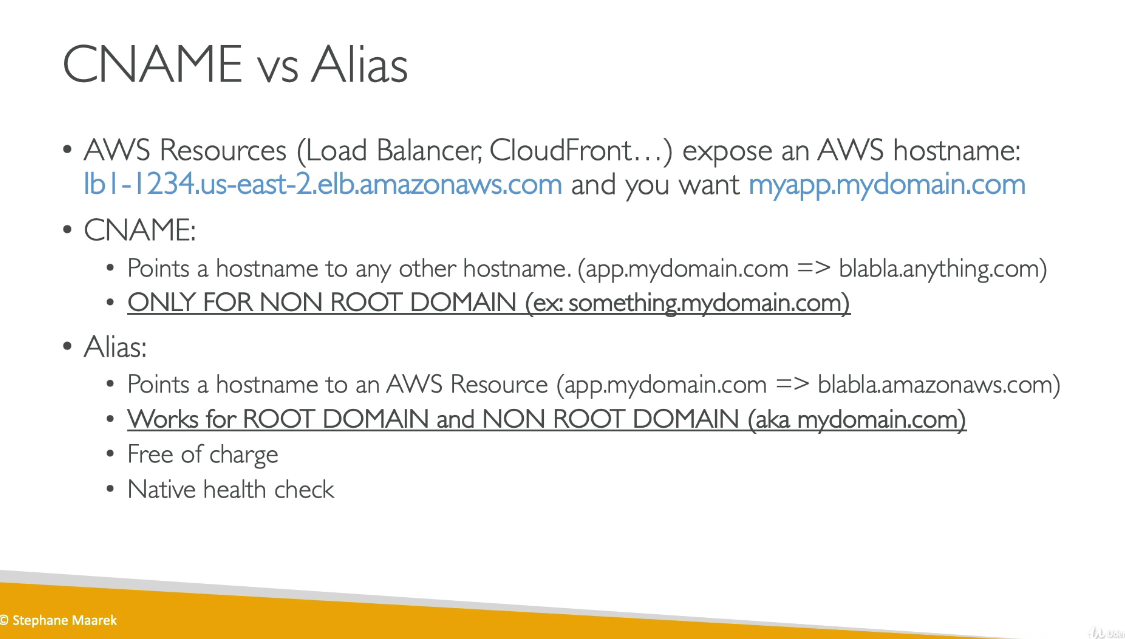 CNAME vs Alias
• AWS Resources (Load Balancer, CloudFront…) expose an AWS hostname:
lb1-1234.us-east-2.elb.amazonaws.com and you want myapp.mydomain.com
• CNAME:
• Points a hostname to any other hostname. (app.mydomain.com => blabla.anything.com)
• ONLY FOR NON ROOT DOMAIN (ex: something.mydomain.com)
• Alias:
• Points a hostname to an AWS Resource (app.mydomain.com => blabla.amazonaws.com)
• Works for ROOT DOMAIN and NON ROOT DOMAIN (aka mydomain.com)
• Free of charge
• Native health check
© Stephane Maarek